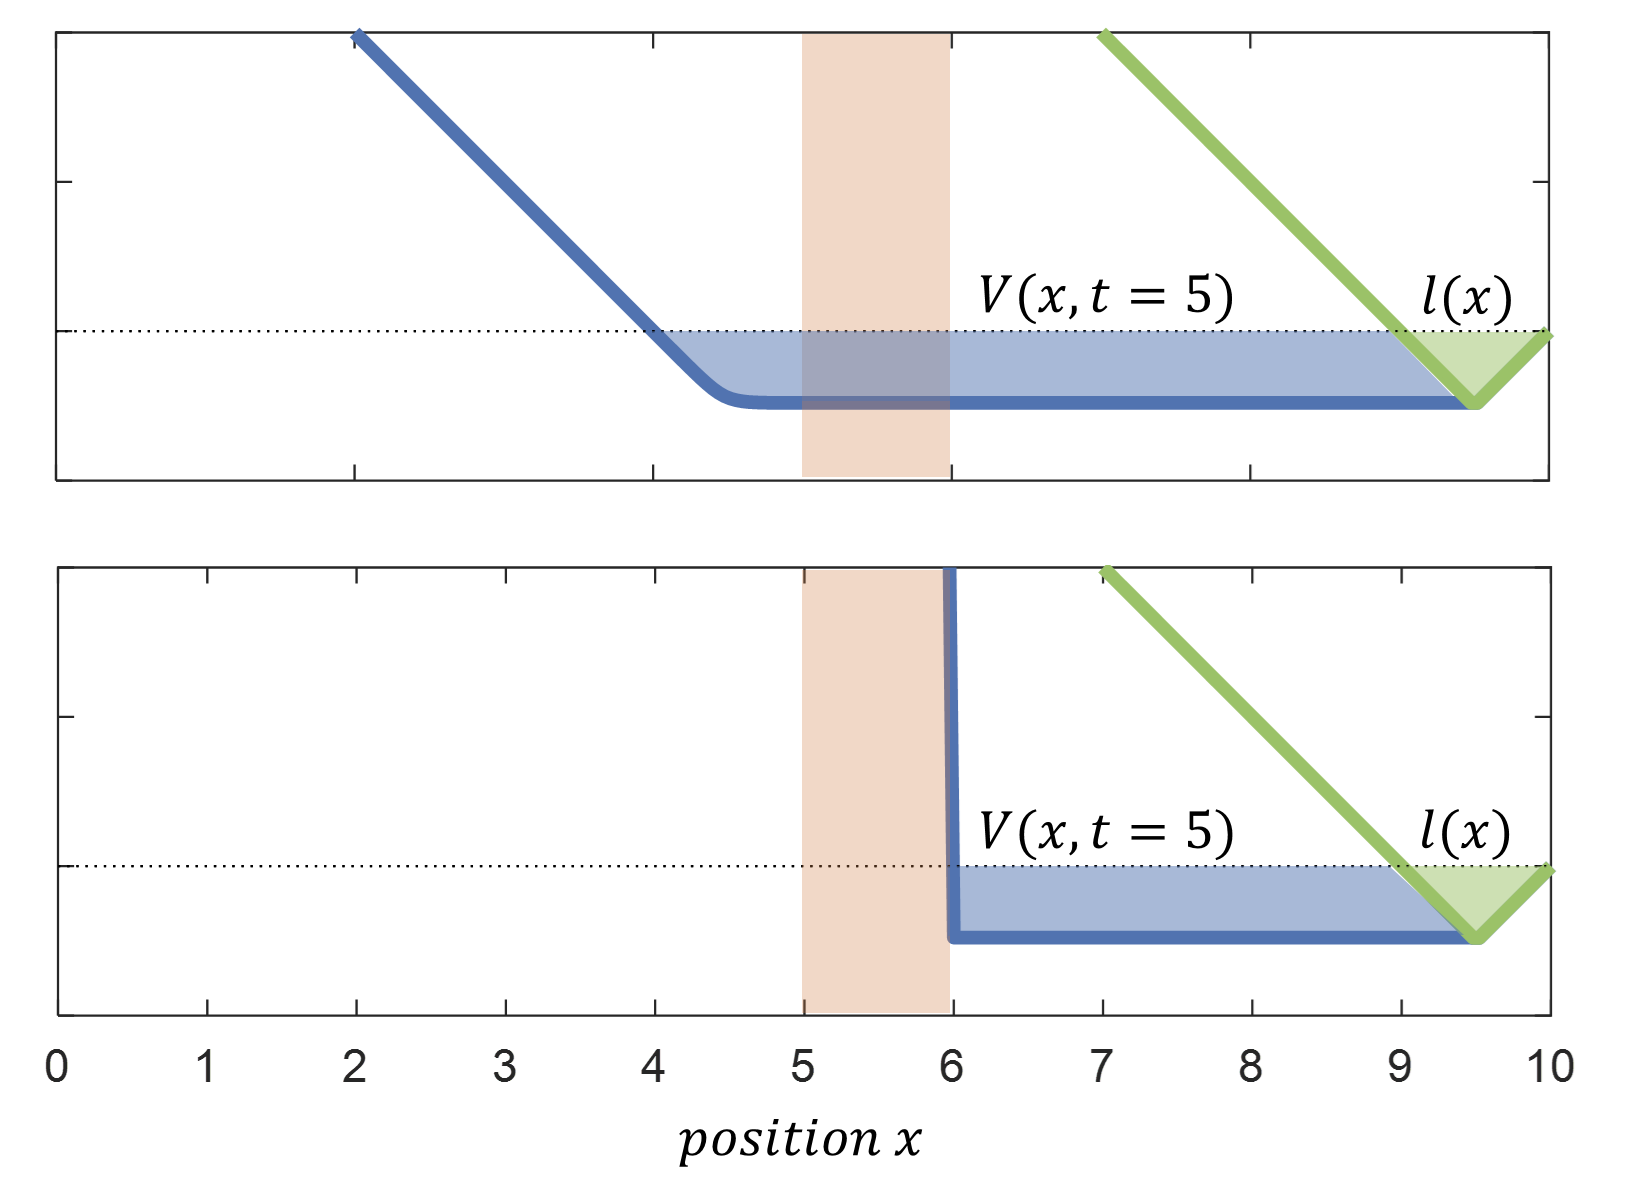 V(x, t = 5)
l(x)
V(x, t = 5)
l(x)
0 1 2 3 4 5 6 7 8 9 10
position x